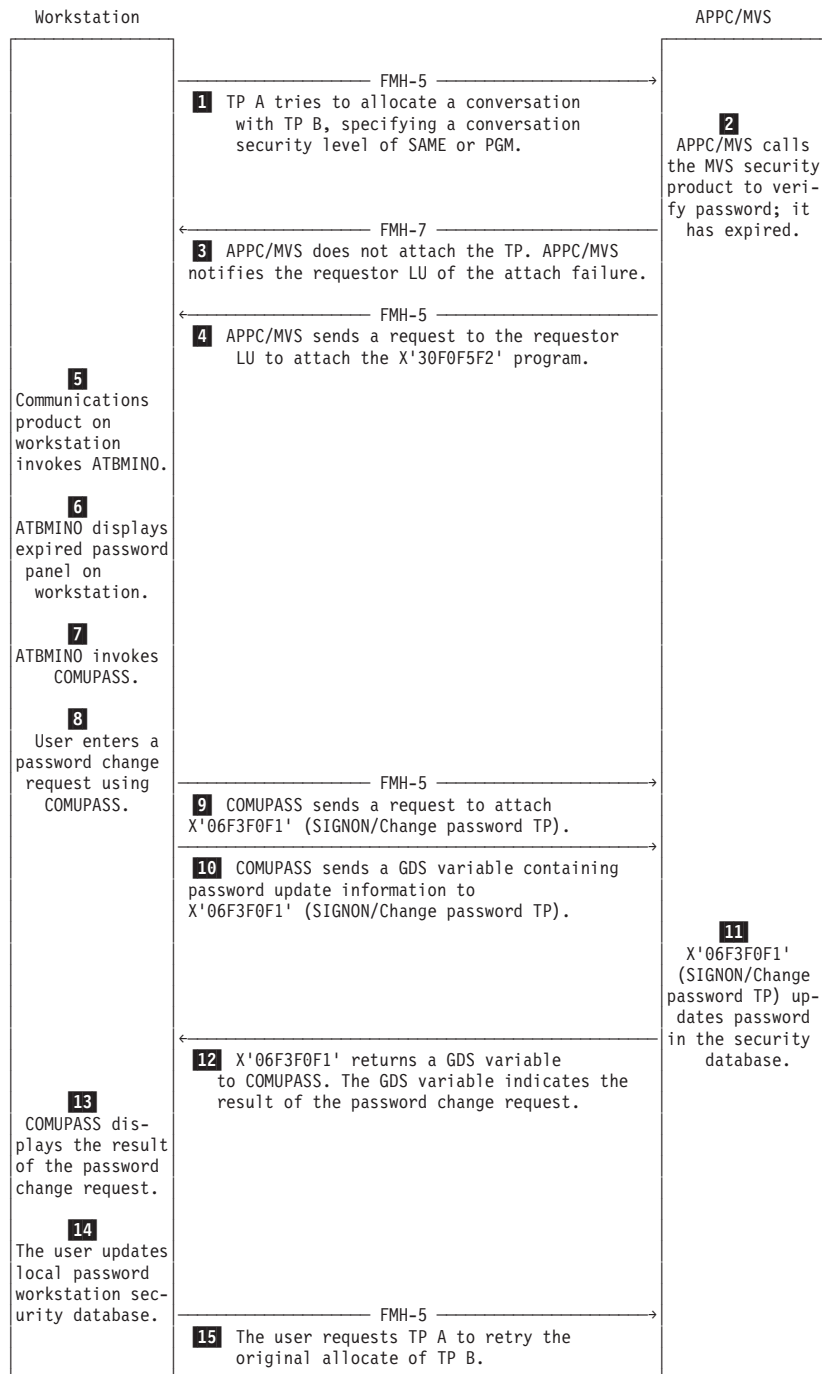 Workstation
APPC/MVS
FMH-5
1 TP A tries to allocate a conversation
with TP B, specifying a conversation
security level of SAME or PGM.
2
APPC/MVS calls
the MVS security
product to veri-
fy password; it
has expired.
FMH-7
3 APPC/MVS does not attach the TP. APPC/MVS
notifies the requestor LU of the attach failure.
FMH-5
4 APPC/MVS sends a request to the requestor
LU to attach the X'30F0F5F2' program.
5
Communications
product on
workstation
invokes ATBMINO.
6
ATBMINO displays
expired password
panel on
workstation.
7
ATBMINO invokes
COMUPASS.
8
User enters a
password change
request using
COMUPASS.
FMH-5
9 COMUPASS sends a request to attach
X'06F3F0F1' (SIGNON/Change password TP).
10 COMUPASS sends a GDS variable containing
password update information to
X'06F3F0F1' (SIGNON/Change password TP).
11
X'06F3F0F1'
(SIGNON/Change
password TP) up-
dates password
in the security
database.
12 X'06F3F0F1' returns a GDS variable
to COMUPASS. The GDS variable indicates the
result of the password change request.
13
COMUPASS dis-
plays the result
of the password
change request.
14
The user updates
local password
workstation sec-
urity database.
FMH-5
15 The user requests TP A to retry the
original allocate of TP B.